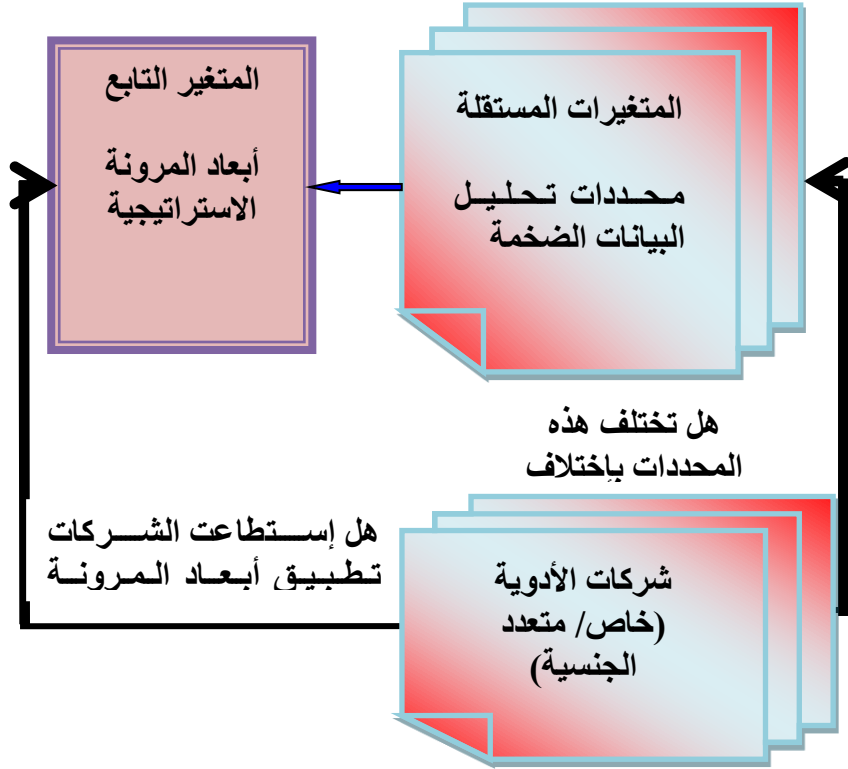 المتغيرات المستقلة
محددات تحليل
البيانات الضخمة
المتغير التابع
أبعاد المرونة
الاستراتيجية
هل تختلف هذه
المحددات بإختلاف
هل إستطاعت الشركات
تطبيق أبعاد المرونة
شركات الأدوية
(خاص/ متعدد
الجنسية)